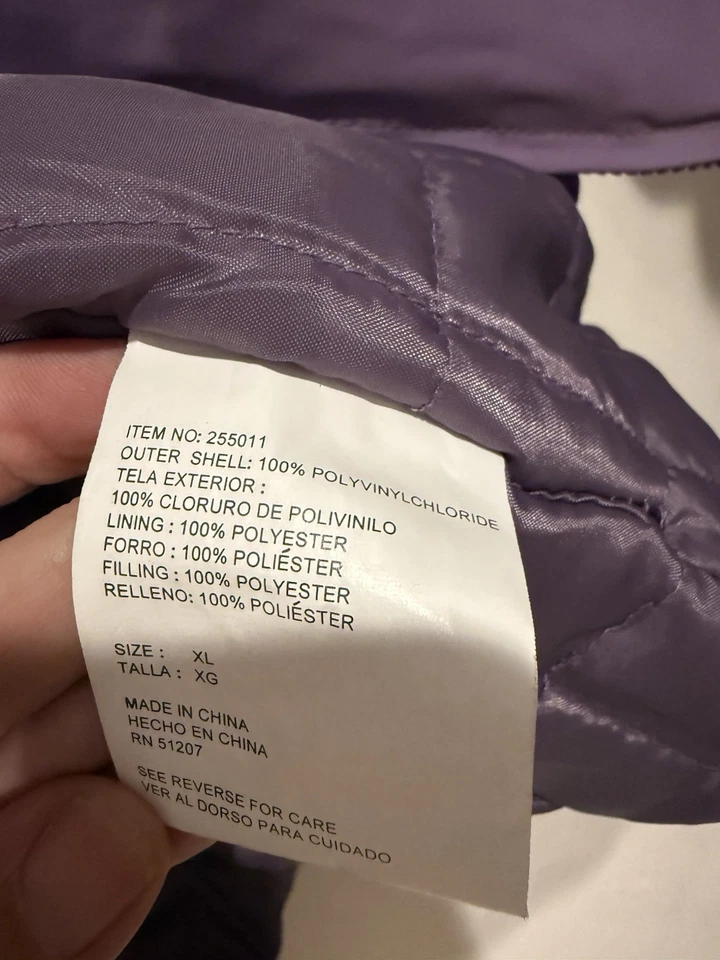 ITEM NO: 255011
OUTER SHELL: 100% POLYVINYLCHLORIDE
TELA EXTERIOR :
100% CLORURO DE POLIVINILO
LINING : 100% POLYESTER
FORRO : 100% POLIÉSTER
FILLING : 100% POLYESTER
RELLENO: 100% POLIÉSTER
SIZE : XL
TALLA : XG
MADE IN CHINA
HECHO EN CHINA
RN 51207
SEE REVERSE FOR CARE
VER AL DORSO PARA CUIDADO